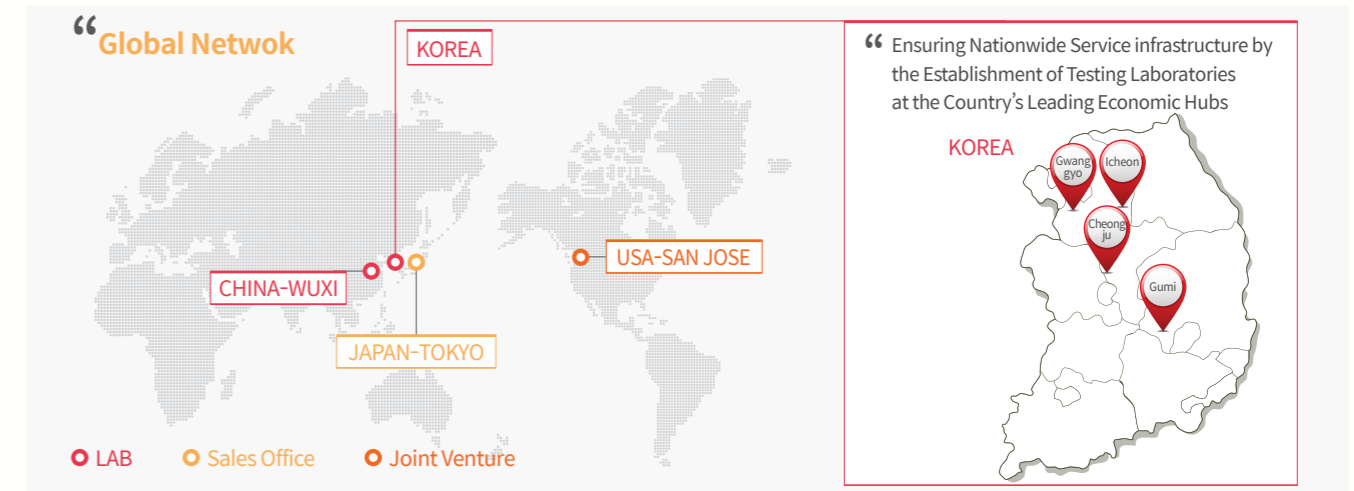 “Global Netwok
KOREA
CHINA-WUXI
JAPAN-TOKYO
USA-SAN JOSE
LAB
Sales Office
Joint Venture
“ Ensuring Nationwide Service infrastructure by
the Establishment of Testing Laboratories
at the Country’s Leading Economic Hubs
KOREA
Gwang
gyo
Icheon
Cheong
ju
Gumi